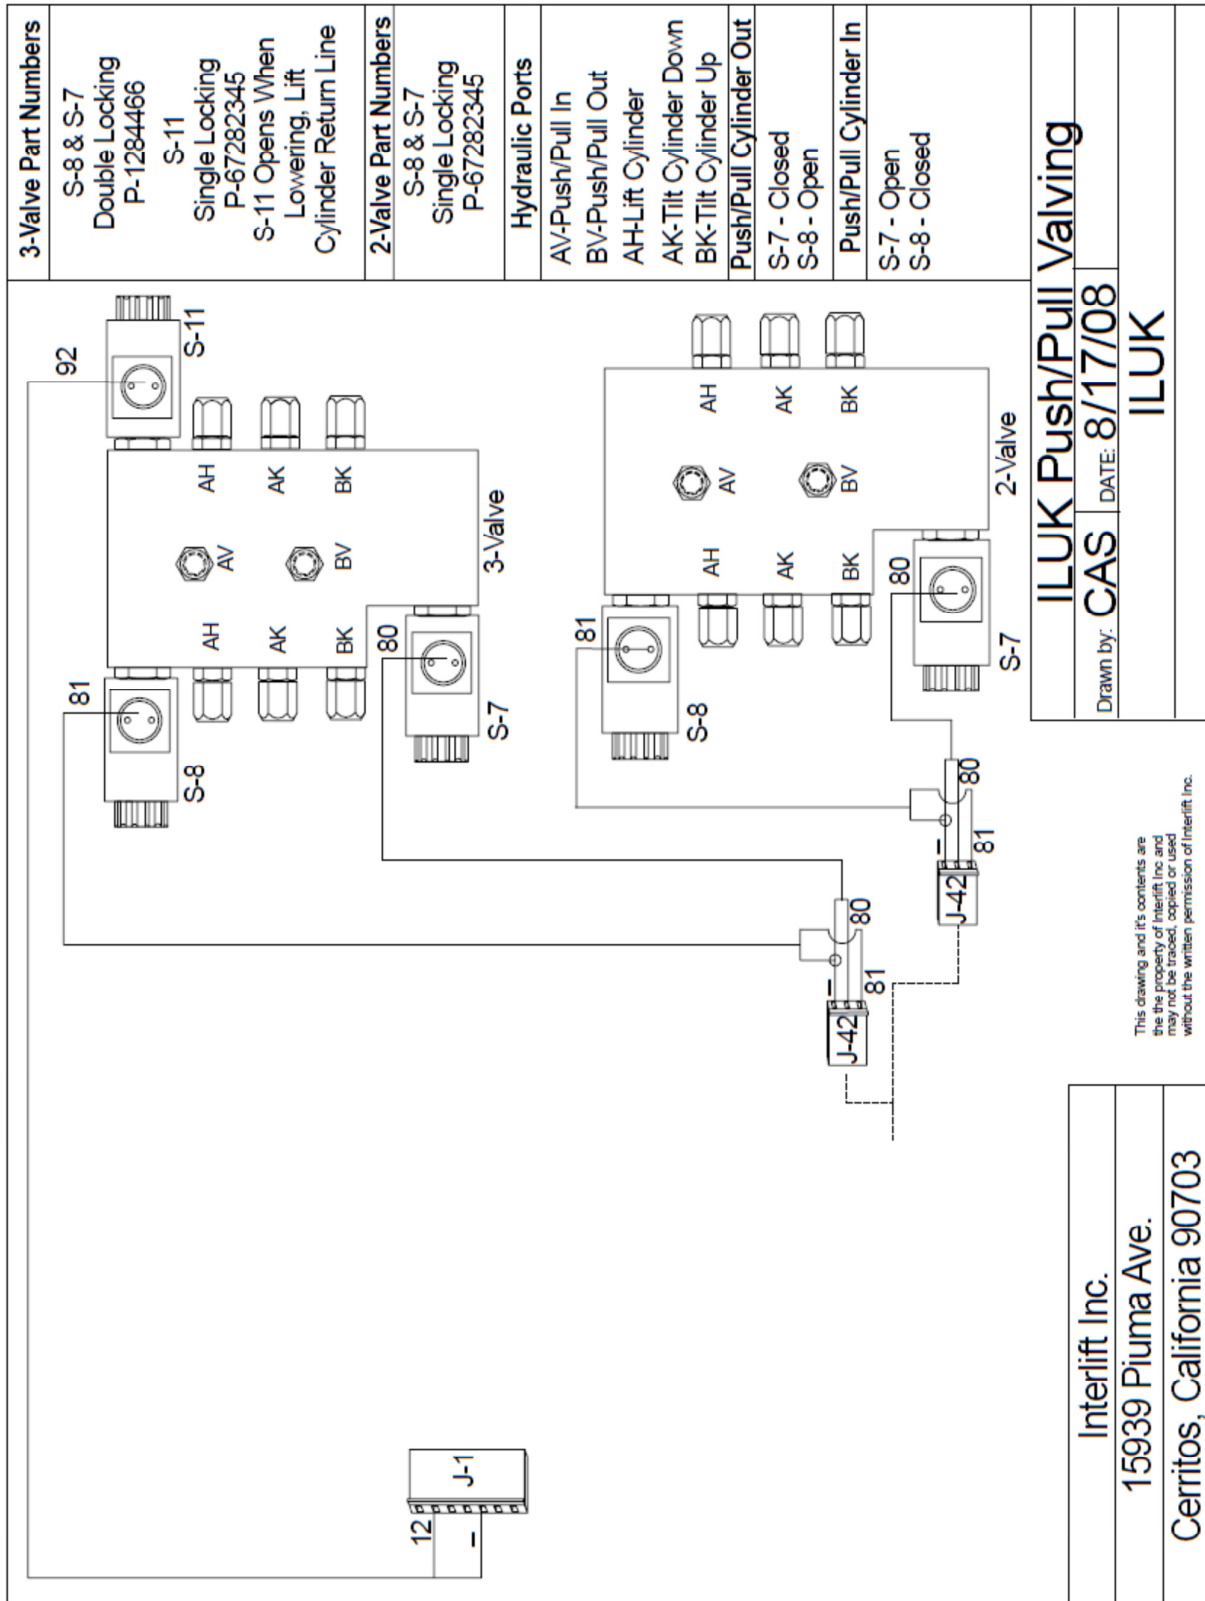 3-Valve Part Numbers
S-8 & S-7
Double Locking
P-1284466
S-11
Single Locking
P-67282345
S-11 Opens When
Lowering, Lift
Cylinder Return Line
2-Valve Part Numbers
S-8 & S-7
Single Locking
P-67282345
Hydraulic Ports
AV-Push/Pull In
BV-Push/Pull Out
AH-Lift Cylinder
AK-Tilt Cylinder Down
BK-Tilt Cylinder Up
Push/Pull Cylinder Out
S-7 - Closed
S-8 - Open
Push/Pull Cylinder In
S-7 - Open
S-8 - Closed
92
S-11
AH
AK
BK
AV
BV
AH
AK
BK
3-Valve
81
S-8
80
S-7
AH
AK
BK
AV
BV
AH
AK
BK
2-Valve
81
S-8
80
S-7
80
81
–
J-42
80
81
–
J-42
12
–
J-1
ILUK Push/Pull Valving
Drawn by: CAS
DATE: 8/17/08
ILUK
This drawing and it's contents are
the the property of Interlift Inc and
may not be traced, copied or used
without the written permission of Interlift Inc.
Interlift Inc.
15939 Piuma Ave.
Cerritos, California 90703